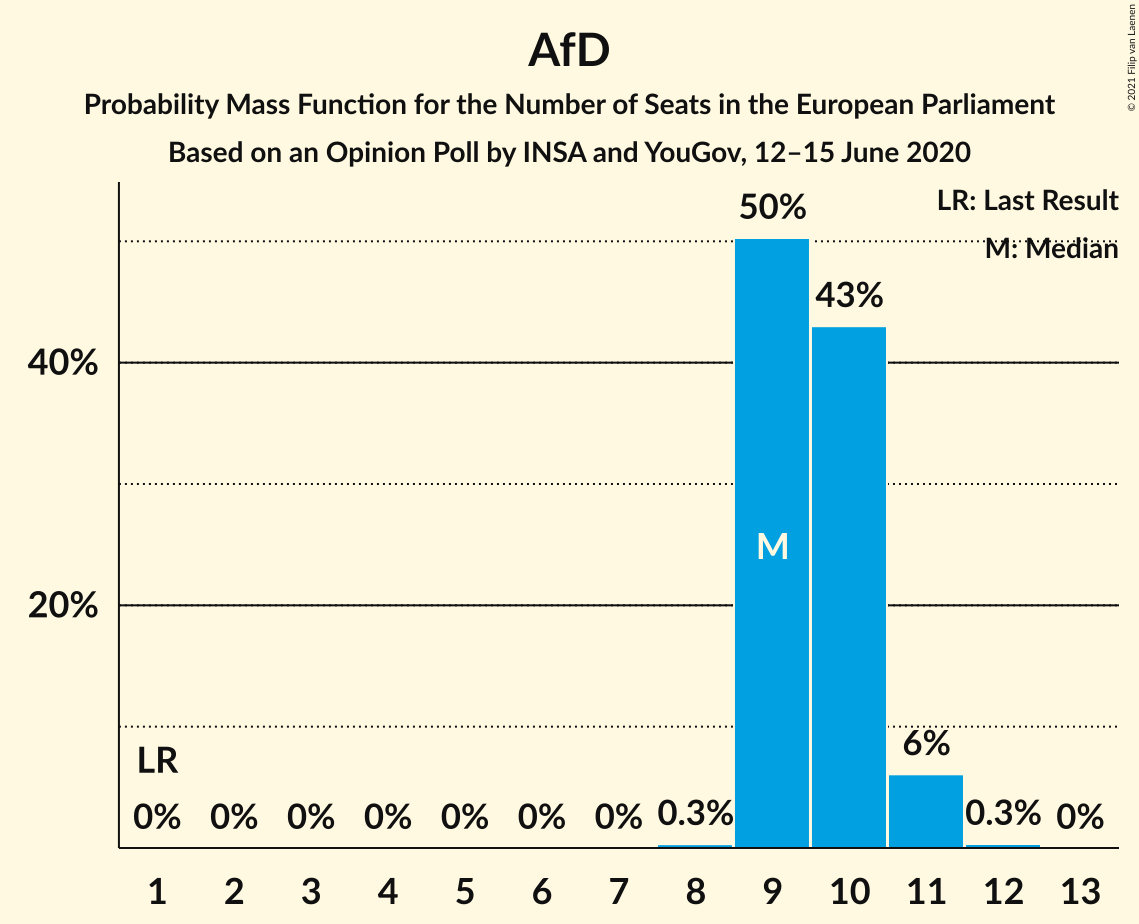 AfD
Probability Mass Function for the Number of Seats in the European Parliament
Based on an Opinion Poll by INSA and YouGov, 12–15 June 2020
© 2021 Filip van Laenen
LR: Last Result
M: Median
50%
43%
40%
M
20%
6%
LR
0% 0% 0% 0% 0% 0% 0% 0.3% 0.3% 0%
1 2 3 4 5 6 7 8 9 10 11 12 13